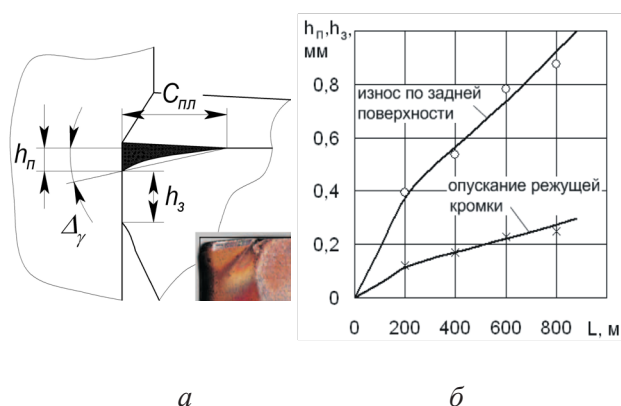 C_пл
h_п
h_з
Δ_γ
h_п,h_з,
мм
0,8
износ по задней
поверхности
0,6
0,4
опускание режущей
кромки
0,2
0
0 200 400 600 800 L, м
а б